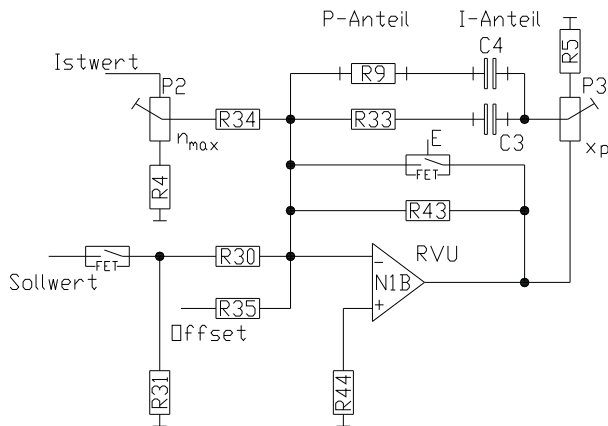 P-Anteil I-Anteil
Istwert
P2
R9
C4
R5
P3
R34
n max
R33
C3
xp
R4
E
FET
R43
RVU
FET
R30
N1B
Sollwert
R35
Offset
R31
R44